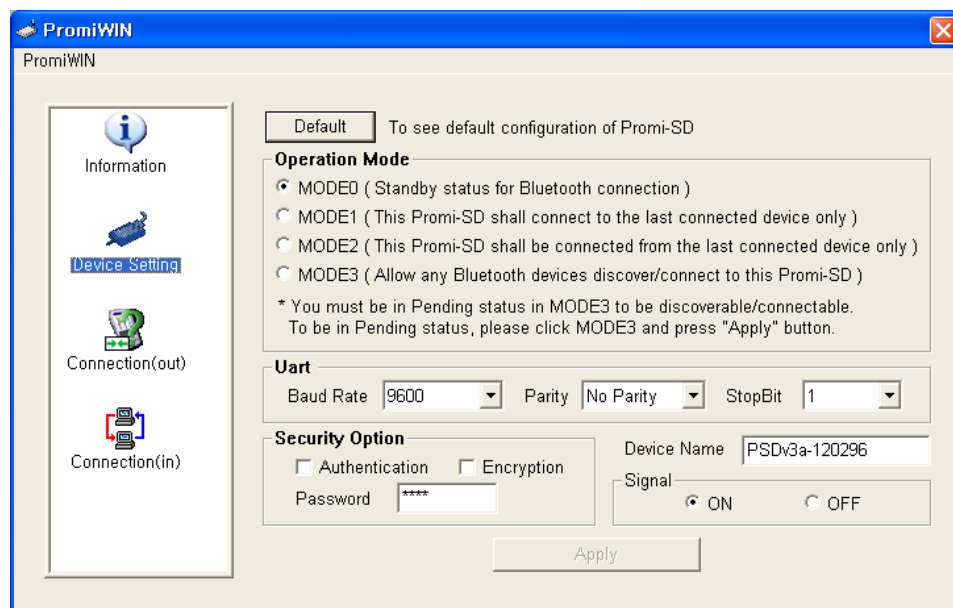 PromiWIN
PromiWIN
Information
Device Setting
Connection(out)
Connection(in)
Default To see default configuration of Promi-SD
Operation Mode
MODE0 ( Standby status for Bluetooth connection )
MODE1 ( This Promi-SD shall connect to the last connected device only )
MODE2 ( This Promi-SD shall be connected from the last connected device only )
MODE3 ( Allow any Bluetooth devices discover/connect to this Promi-SD )
* You must be in Pending status in MODE3 to be discoverable/connectable.
To be in Pending status, please click MODE3 and press "Apply" button.
Uart
Baud Rate 9600 Parity No Parity StopBit 1
Security Option
Authentication Encryption
Password ****
Device Name PSDv3a-120296
Signal
ON OFF
Apply